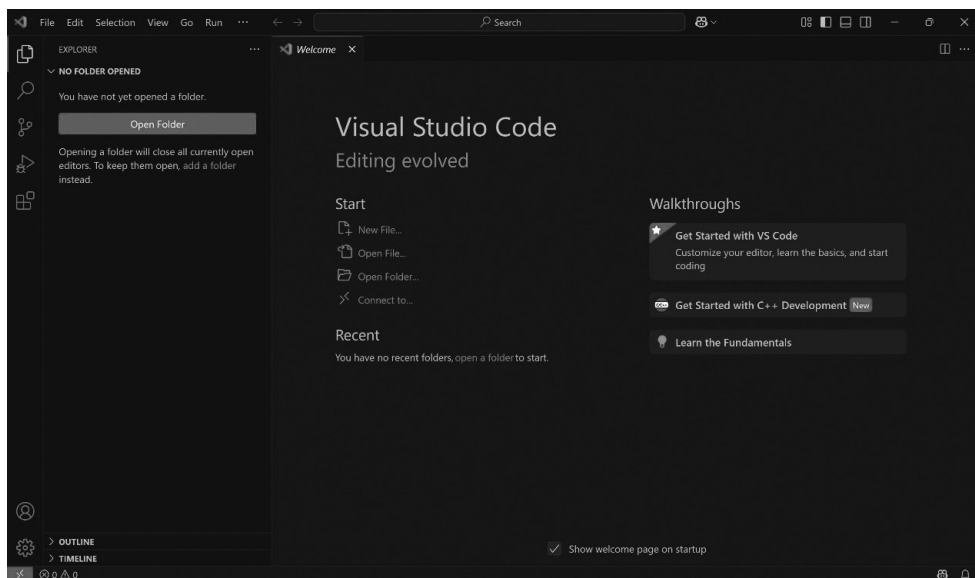 File Edit Selection View Go Run ···
Search
EXPLORER ···
NO FOLDER OPENED
You have not yet opened a folder.
Open Folder
Opening a folder will close all currently open
editors. To keep them open, add a folder
instead.
OUTLINE
TIMELINE
Welcome
Visual Studio Code
Editing evolved
Start
New File...
Open File...
Open Folder...
Connect to...
Recent
You have no recent folders, open a folder to start.
Walkthroughs
Get Started with VS Code
Customize your editor, learn the basics, and start
coding
Get Started with C++ Development New
Learn the Fundamentals
Show welcome page on startup
0 0